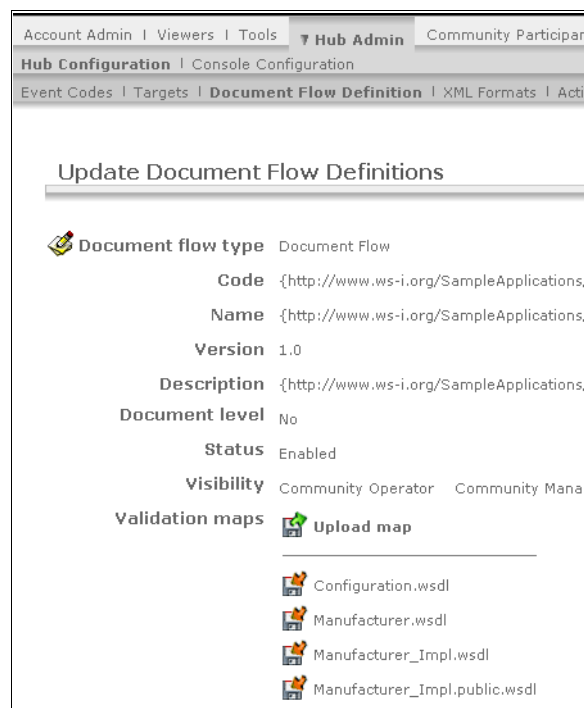 Account Admin | Viewers | Tools Hub Admin Community Participan
Hub Configuration | Console Configuration
Event Codes | Targets | Document Flow Definition | XML Formats | Acti
Update Document Flow Definitions
Document flow type Document Flow
Code {http://www.ws-i.org/SampleApplications/
Name {http://www.ws-i.org/SampleApplications/
Version 1.0
Description {http://www.ws-i.org/SampleApplications/
Document level No
Status Enabled
Visibility Community Operator Community Mana
Validation maps Upload map
Configuration.wsdl
Manufacturer.wsdl
Manufacturer_Impl.wsdl
Manufacturer_Impl.public.wsdl